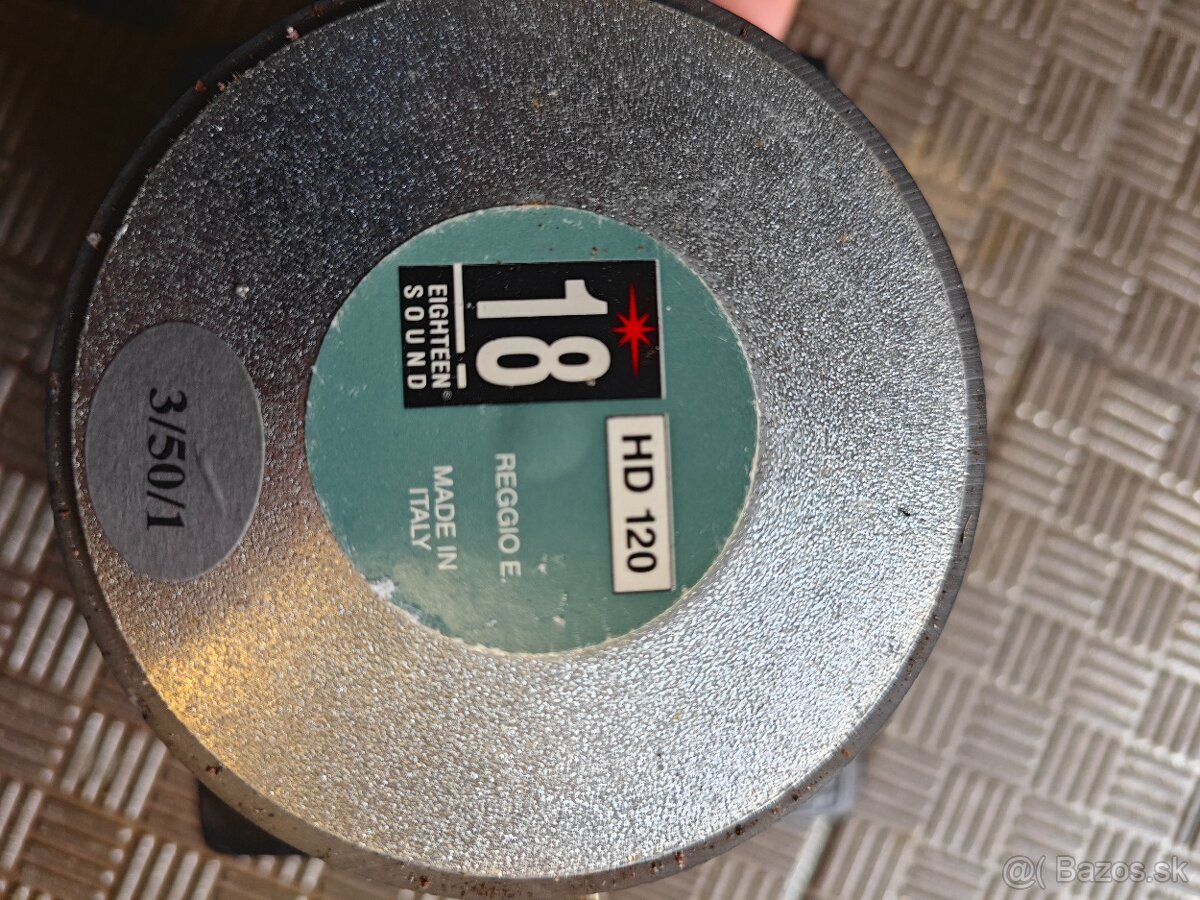 18
EIGHTEEN®
SOUND
HD 120
REGGIO E.
MADE IN
ITALY
3/50/1
@( Bazos.sk